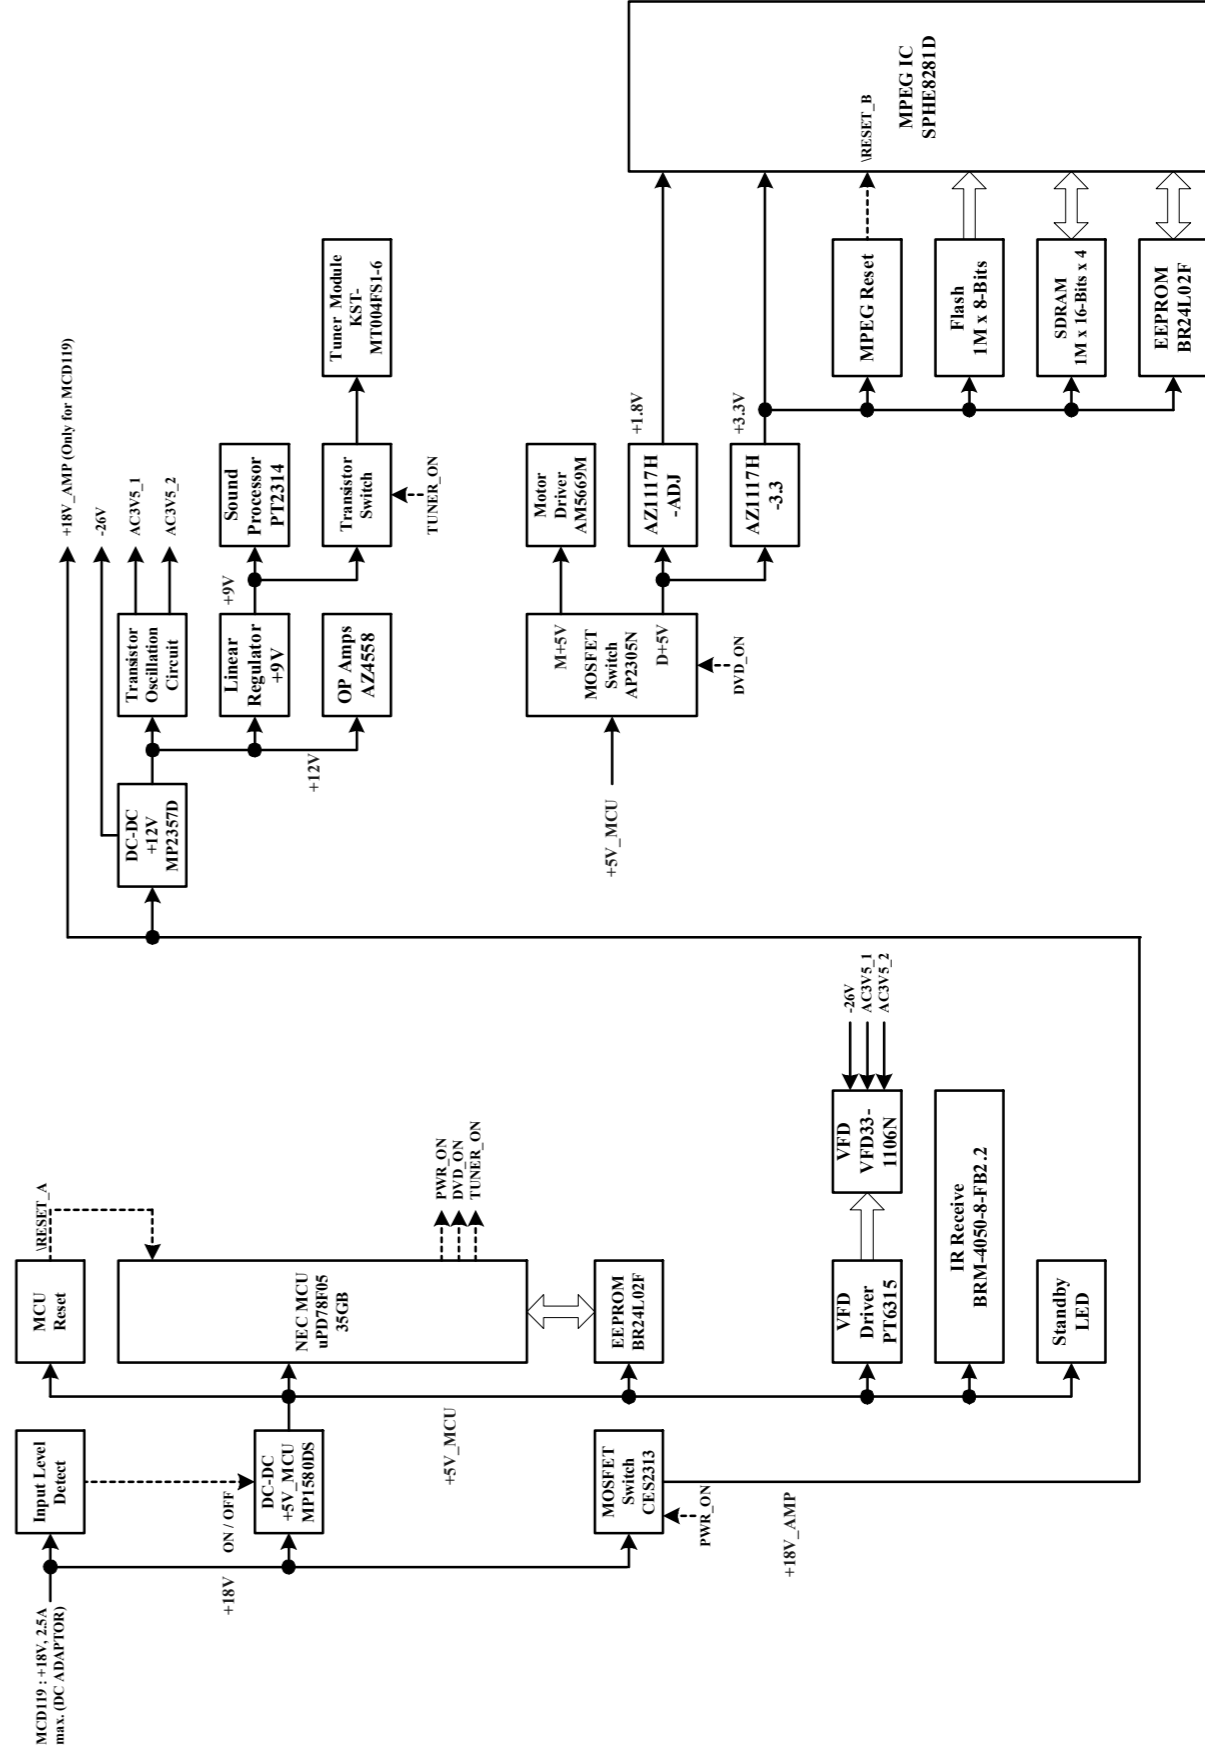 MCD119 : +18V, 2.5A
max. (DC ADAPTOR)
Input Level
Detect
MCU
Reset
\RESET_A
+18V
ON / OFF
DC-DC
+5V_MCU
MP1580DS
NEC MCU
uPD78F05
35GB
PWR_ON
DVD_ON
TUNER_ON
+5V_MCU
EEPROM
BR24L02F
MOSFET
Switch
CES2313
PWR_ON
+18V_AMP
VFD
Driver
PT6315
VFD
VFD33-
1106N
-26V
AC3V5_1
AC3V5_2
IR Receive
BRM-4050-8-FB2.2
Standby
LED
+18V_AMP (Only for MCD119)
-26V
AC3V5_1
AC3V5_2
DC-DC
+12V
MP2357D
Transistor
Oscillation
Circuit
Linear
Regulator
+9V
+9V
Sound
Processor
PT2314
+12V
OP Amps
AZ4558
Transistor
Switch
TUNER_ON
Tuner Module
KST-
MT004FS1-6
+5V_MCU
M+5V
MOSFET
Switch
AP2305N
D+5V
DVD_ON
Motor
Driver
AM5669M
AZ1117H
-ADJ
+1.8V
AZ1117H
-3.3
+3.3V
MPEG Reset
\RESET_B
Flash
1M x 8-Bits
SDRAM
1M x 16-Bits x 4
EEPROM
BR24L02F
MPEG IC
SPHE8281D